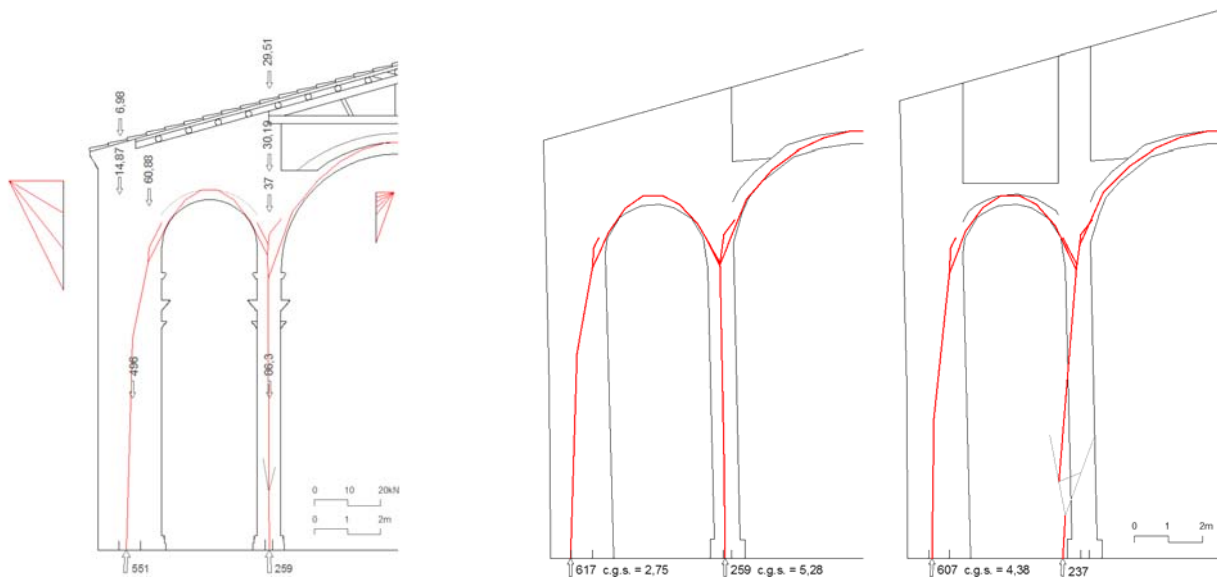 6,98
14,87
60,88
29,51
30,19
37
496
66,3
0 10 20kN
0 1 2m
551
259
617 c.g.s. = 2,75
259 c.g.s. = 5,28
607 c.g.s. = 4,38
237
0 1 2m